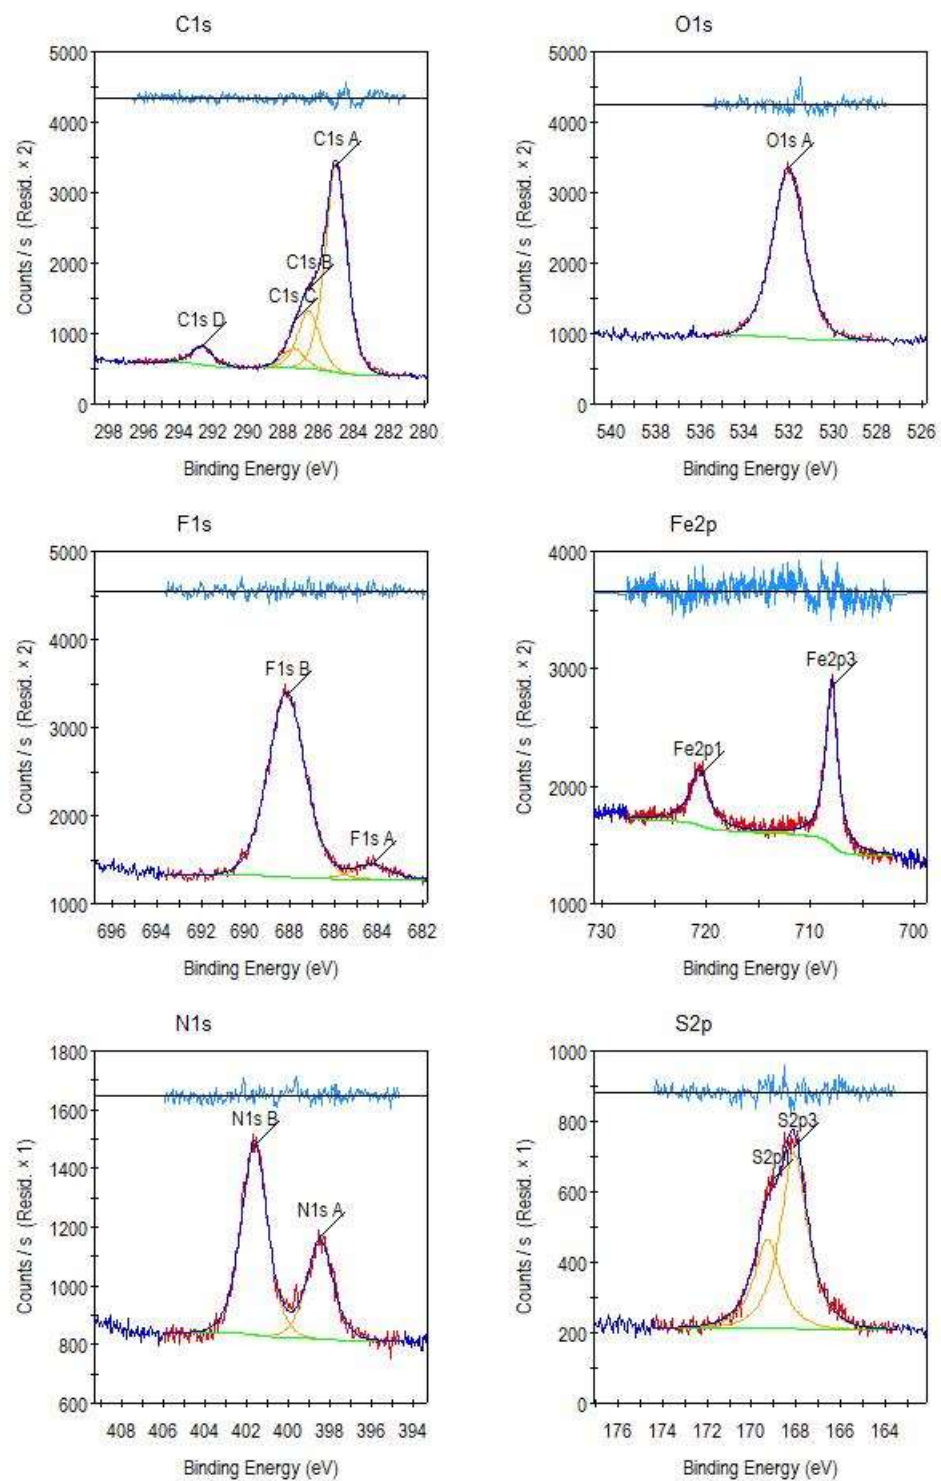 C1s
Counts / s (Resid. × 2)
5000
4000
3000
2000
1000
0
C1s A
C1s B
C1s C
C1s D
298 296 294 292 290 288 286 284 282 280
Binding Energy (eV)
O1s
Counts / s (Resid. × 2)
5000
4000
3000
2000
1000
0
O1s A
540 538 536 534 532 530 528 526
Binding Energy (eV)
F1s
Counts / s (Resid. × 2)
5000
4000
3000
2000
1000
F1s B
F1s A
696 694 692 690 688 686 684 682
Binding Energy (eV)
Fe2p
Counts / s (Resid. × 2)
4000
3000
2000
1000
Fe2p3
Fe2p1
730 720 710 700
Binding Energy (eV)
N1s
Counts / s (Resid. × 1)
1800
1600
1400
1200
1000
800
600
N1s B
N1s A
408 406 404 402 400 398 396 394
Binding Energy (eV)
S2p
Counts / s (Resid. × 1)
1000
800
600
400
200
0
S2p3
S2p1
176 174 172 170 168 166 164
Binding Energy (eV)